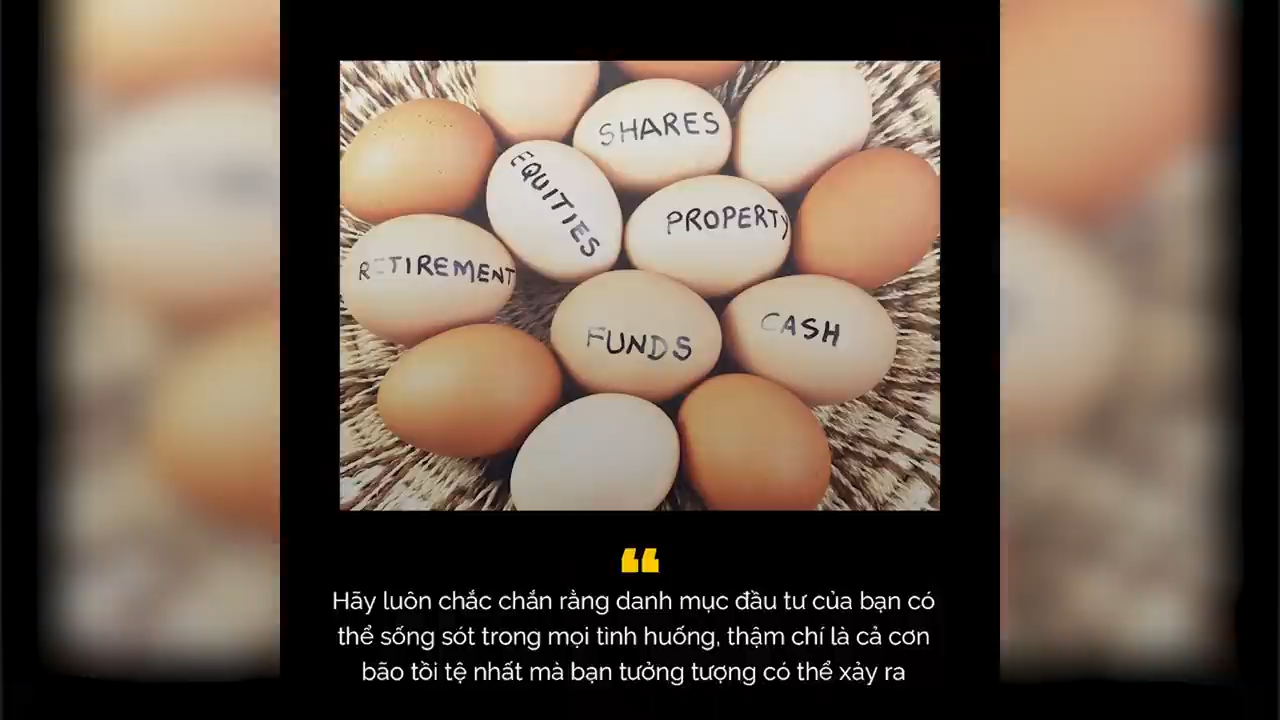 SHARES
EQUITIES
PROPERTY
RETIREMENT
FUNDS
CASH
“
Hãy luôn chắc chắn rằng danh mục đầu tư của bạn có
thể sống sót trong mọi tình huống, thậm chí là cả cơn
bão tồi tệ nhất mà bạn tưởng tượng có thể xảy ra